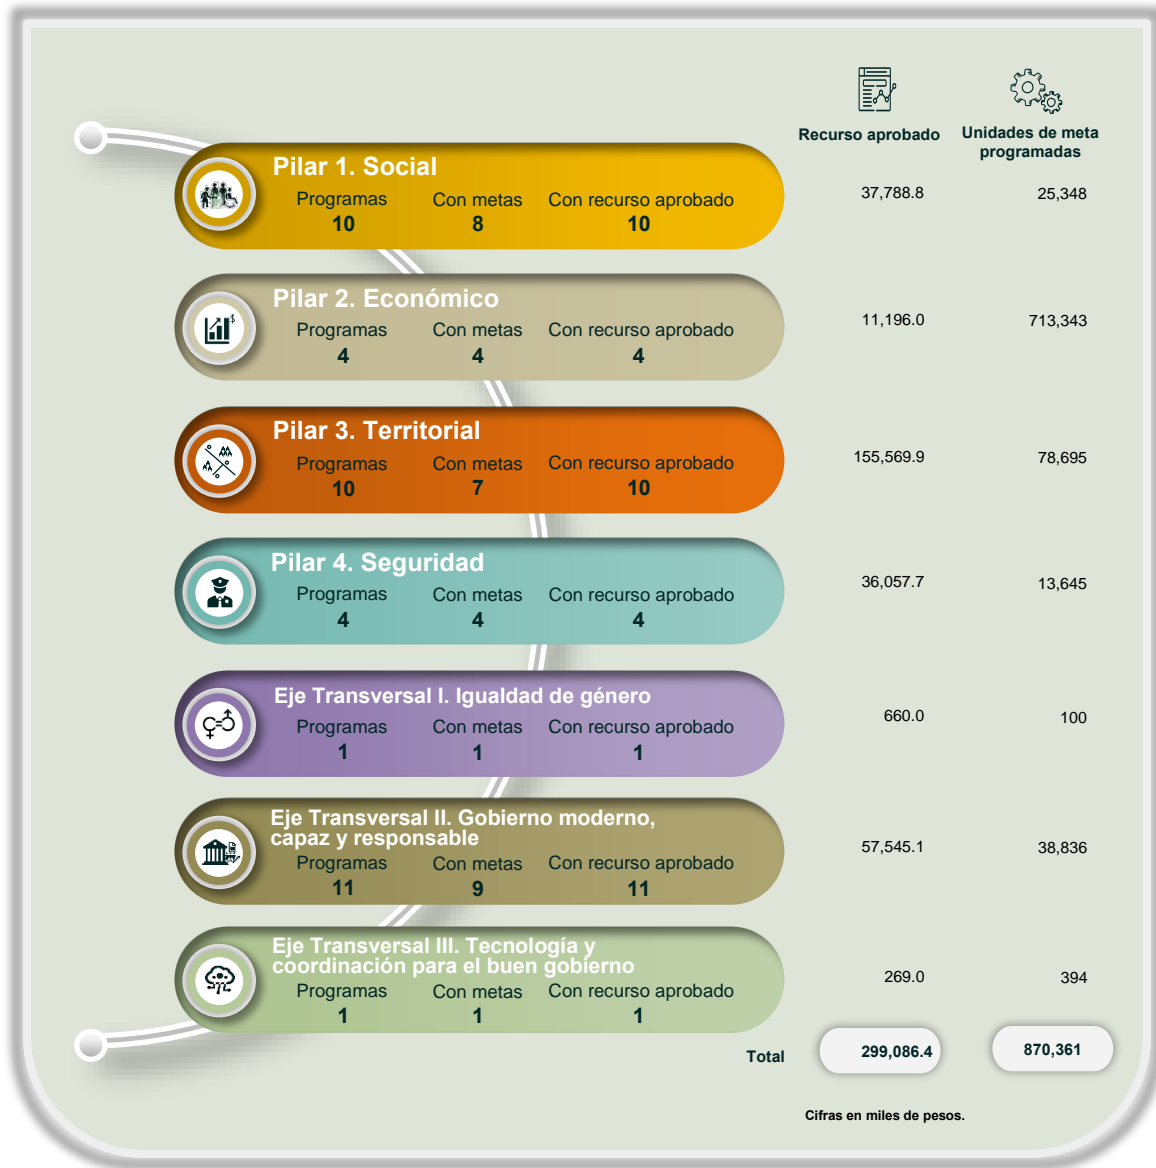 Recurso aprobado
Unidades de meta
programadas
Pilar 1. Social
Programas Con metas Con recurso aprobado
10 8 10
37,788.8 25,348
Pilar 2. Económico
Programas Con metas Con recurso aprobado
4 4 4
11,196.0 713,343
Pilar 3. Territorial
Programas Con metas Con recurso aprobado
10 7 10
155,569.9 78,695
Pilar 4. Seguridad
Programas Con metas Con recurso aprobado
4 4 4
36,057.7 13,645
Eje Transversal I. Igualdad de género
Programas Con metas Con recurso aprobado
1 1 1
660.0 100
Eje Transversal II. Gobierno moderno,
capaz y responsable
Programas Con metas Con recurso aprobado
11 9 11
57,545.1 38,836
Eje Transversal III. Tecnología y
coordinación para el buen gobierno
Programas Con metas Con recurso aprobado
1 1 1
269.0 394
Total 299,086.4 870,361
Cifras en miles de pesos.